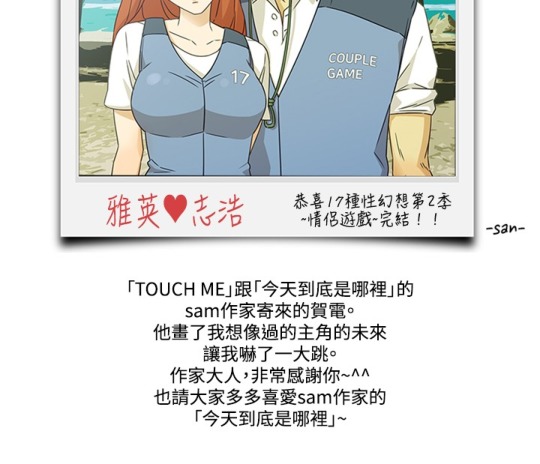 17
COUPLE
GAME
雅英♥志浩
恭喜17種性幻想第2季
~情侶遊戲~完結！！
-san-
「TOUCH ME」跟「今天到底是哪裡」的
sam作家寄來的賀電。
他畫了我想像過的主角的未來
讓我嚇了一大跳。
作家大人，非常感謝你~^^
也請大家多多喜愛sam作家的
「今天到底是哪裡」~